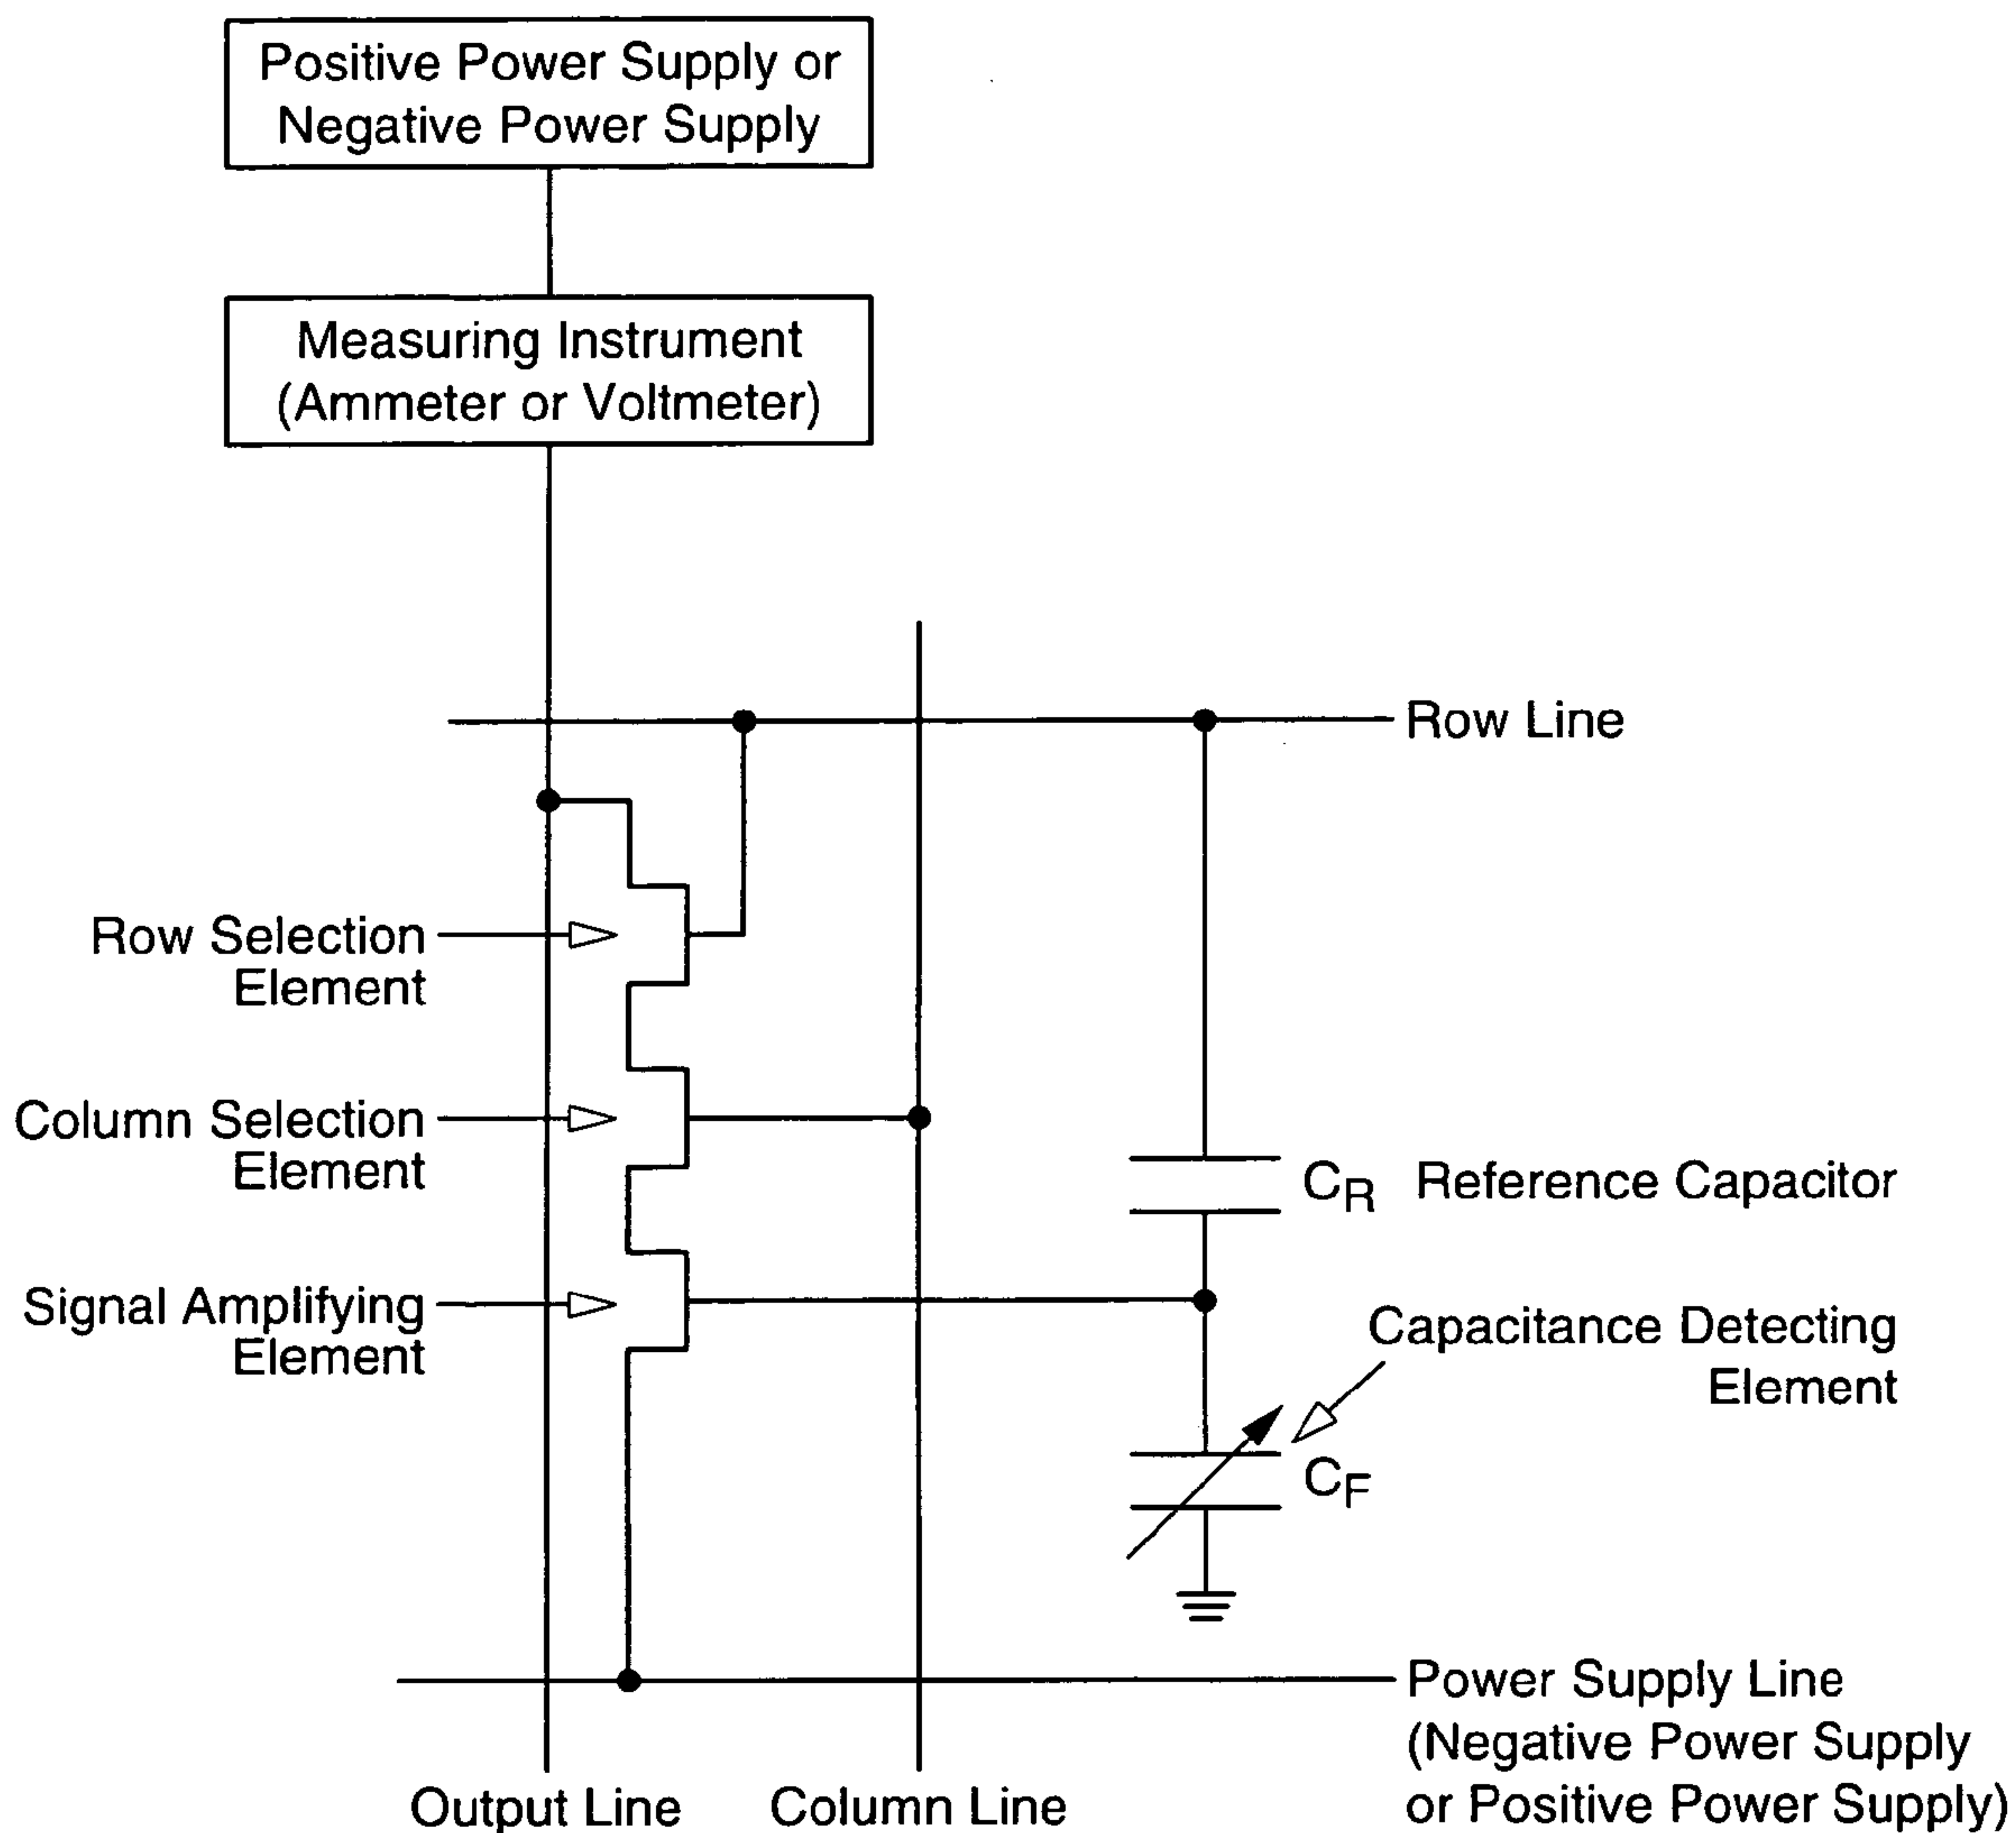 Positive Power Supply or
Negative Power Supply
Measuring Instrument
(Ammeter or Voltmeter)
Row Line
Row Selection
Element
Column Selection
Element
CR Reference Capacitor
Signal Amplifying
Element
Capacitance Detecting
Element
CF
Power Supply Line
(Negative Power Supply
or Positive Power Supply)
Output Line
Column Line